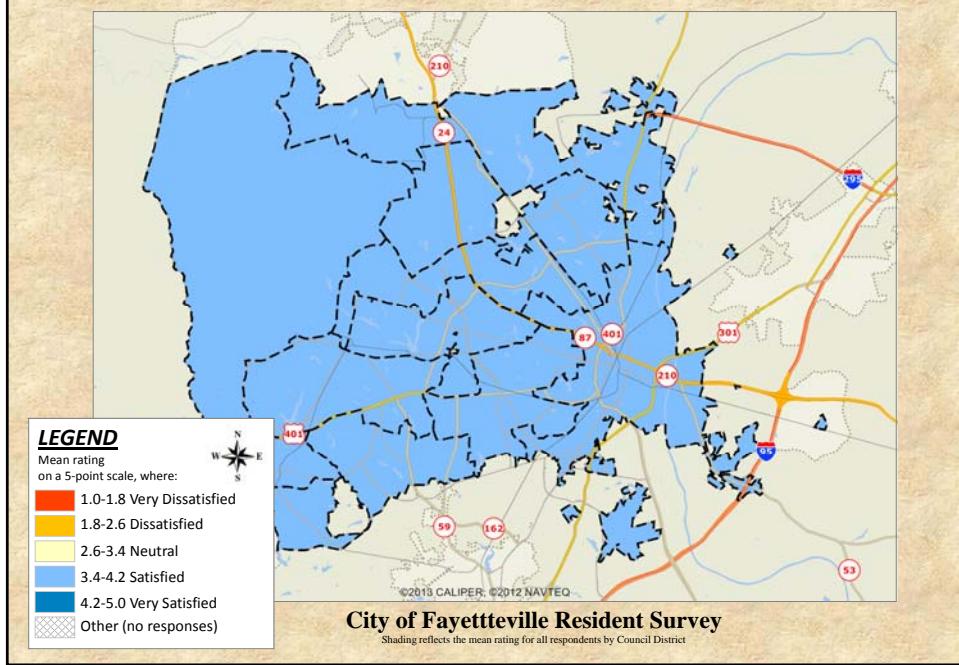 210
24
295
301
87
401
210
401
95
59
162
53
LEGEND
Mean rating
on a 5-point scale, where:
N
W E
S
1.0-1.8 Very Dissatisfied
1.8-2.6 Dissatisfied
2.6-3.4 Neutral
3.4-4.2 Satisfied
4.2-5.0 Very Satisfied
Other (no responses)
©2013 CALIPER; ©2012 NAVTEQ
City of Fayettteville Resident Survey
Shading reflects the mean rating for all respondents by Council District